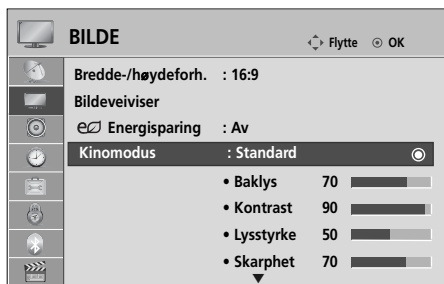 BILDE
Flytte OK
Bredde-/høydeforh. : 16:9
Bildeveiviser
Energisparing : Av
Kinomodus : Standard
• Baklys 70
• Kontrast 90
• Lysstyrke 50
• Skarphet 70